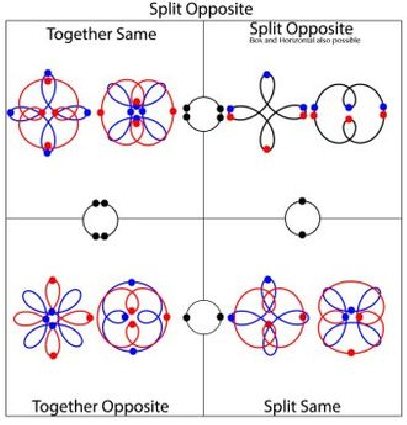 Split Opposite
Together Same
Split Opposite
Box and Horizontal also possible
Together Opposite
Split Same